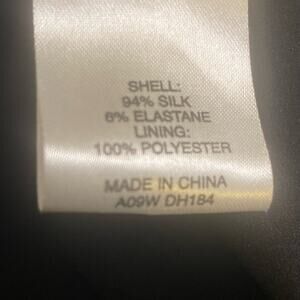 SHELL:
94% SILK
6% ELASTANE
LINING:
100% POLYESTER
MADE IN CHINA
A09W DH184